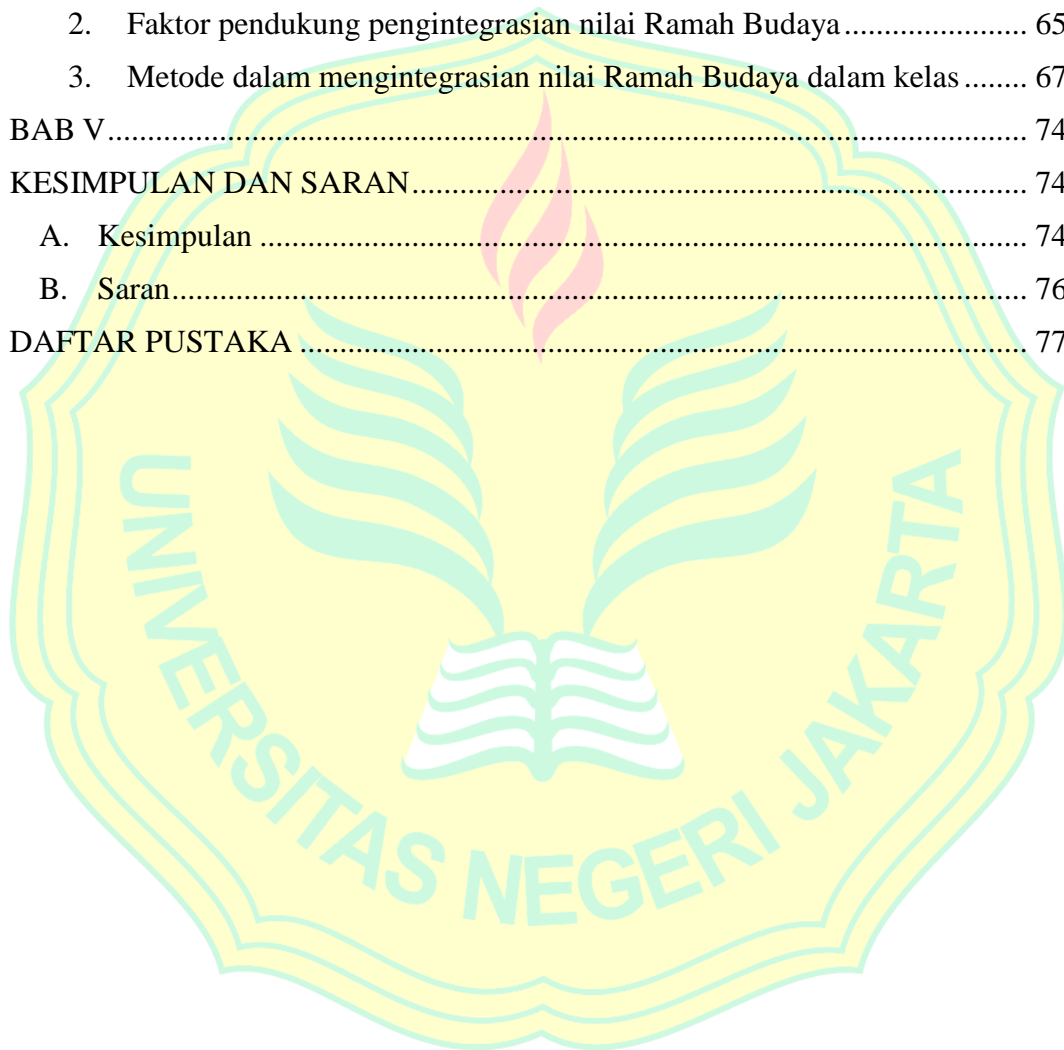 2. Faktor pendukung pengintegrasian nilai Ramah Budaya...................... 65
3. Metode dalam mengintegrasian nilai Ramah Budaya dalam kelas........ 67
BAB V.................................................................................................... 74
KESIMPULAN DAN SARAN.................................................................. 74
A. Kesimpulan ........................................................................................ 74
B. Saran................................................................................................... 76
DAFTAR PUSTAKA ............................................................................... 77
UNIVERSITAS NEGERI JAKARTA